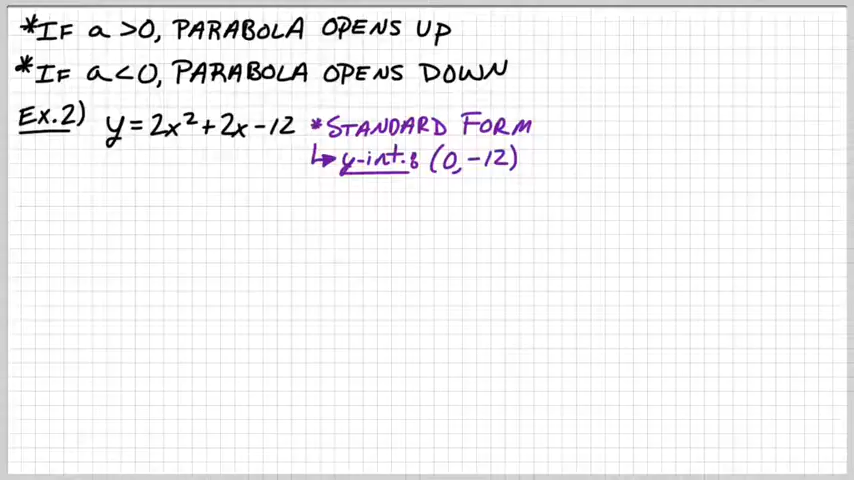 *IF a >0, PARABOLA OPENS UP
*IF a<0, PARABOLA OPENS DOWN
Ex.2) y=2x²+2x-12 *STANDARD FORM
↳ y-int.: (0,-12)